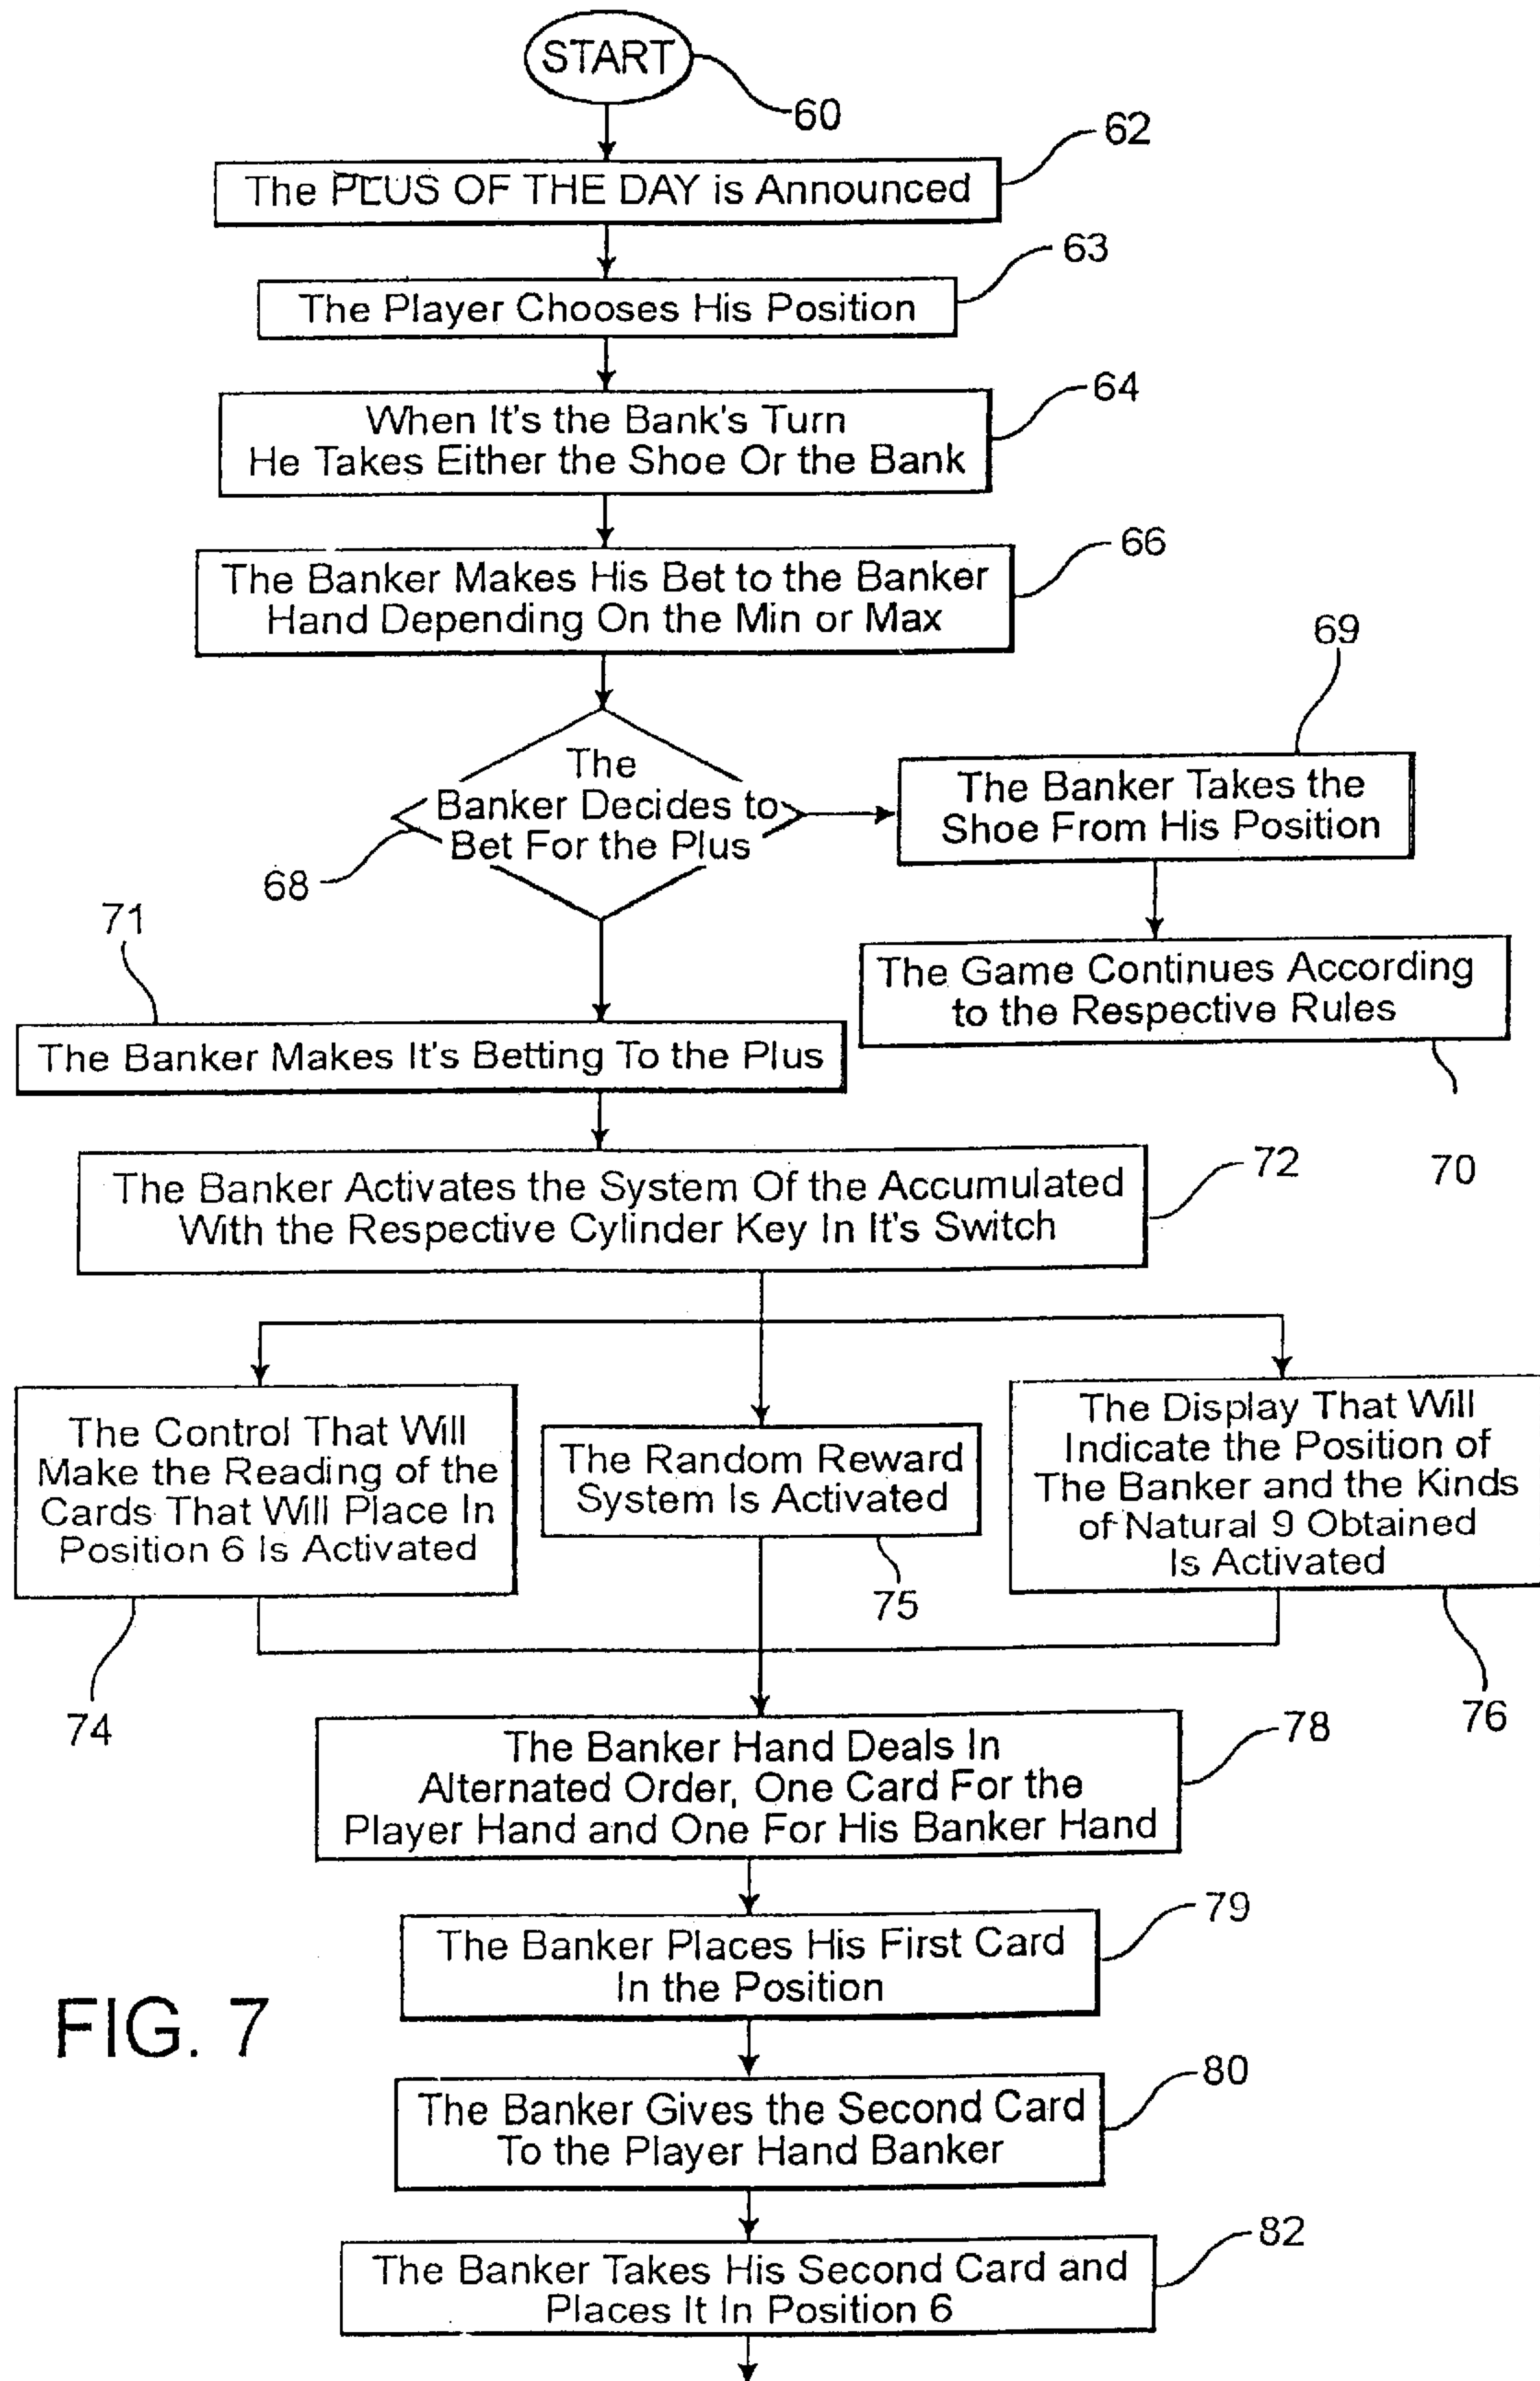 START
60
The PLUS OF THE DAY is Announced
62
The Player Chooses His Position
63
When It's the Bank's Turn
He Takes Either the Shoe Or the Bank
64
The Banker Makes His Bet to the Banker
Hand Depending On the Min or Max
66
The
Banker Decides to
Bet For the Plus
68
69
The Banker Takes the
Shoe From His Position
The Game Continues According
to the Respective Rules
70
71
The Banker Makes It's Betting To the Plus
The Banker Activates the System Of the Accumulated
With the Respective Cylinder Key In It's Switch
72
The Control That Will
Make the Reading of the
Cards That Will Place In
Position 6 Is Activated
74
The Random Reward
System Is Activated
75
The Display That Will
Indicate the Position of
The Banker and the Kinds
of Natural 9 Obtained
Is Activated
76
The Banker Hand Deals In
Alternated Order, One Card For the
Player Hand and One For His Banker Hand
78
The Banker Places His First Card
In the Position
79
The Banker Gives the Second Card
To the Player Hand Banker
80
The Banker Takes His Second Card and
Places It In Position 6
82
FIG. 7